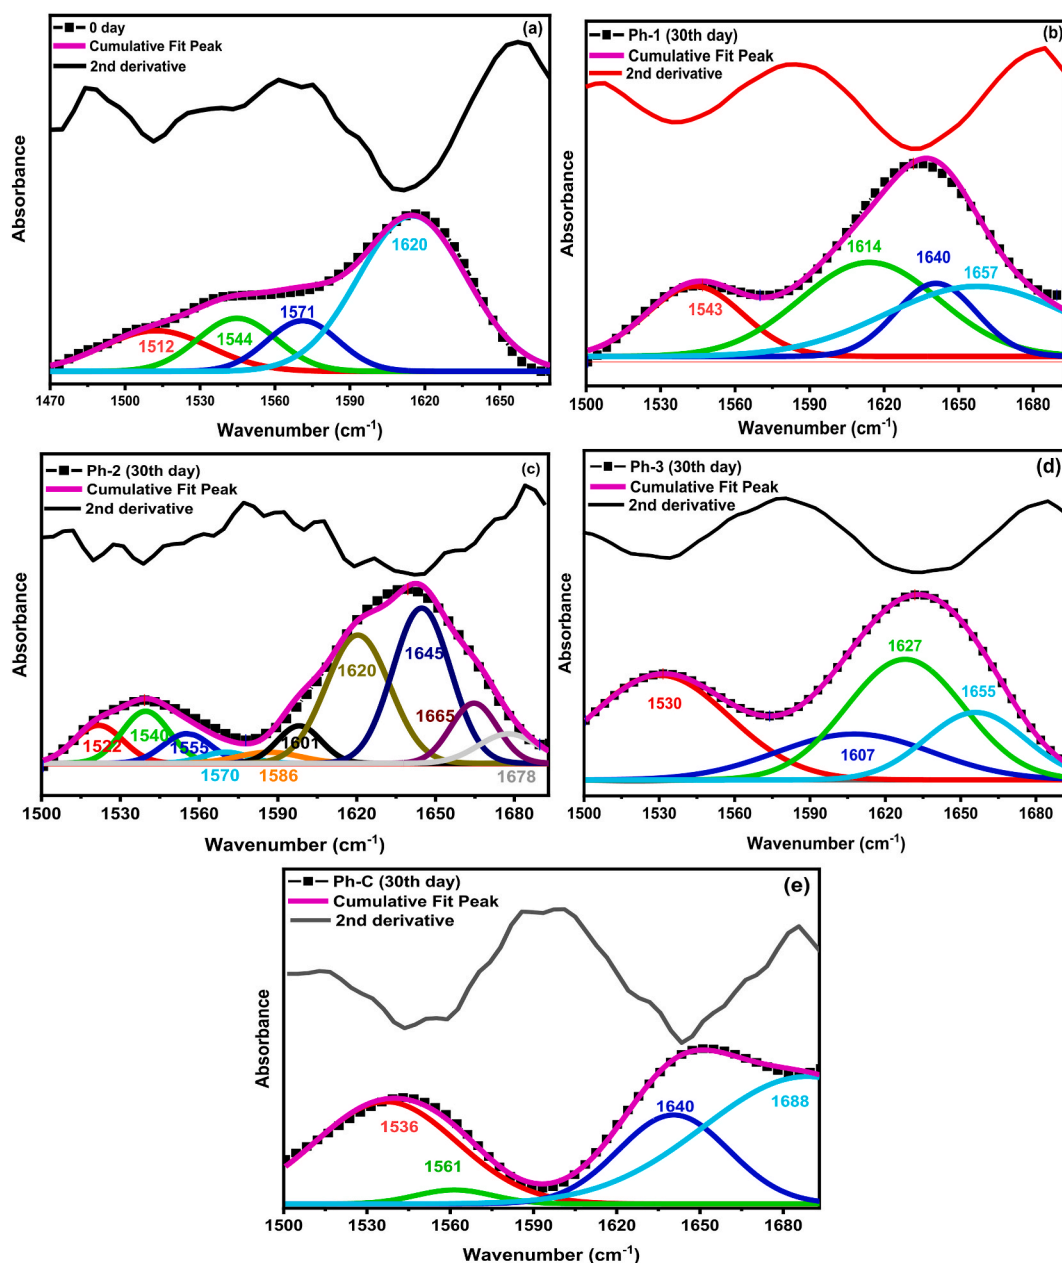 0 day
Cumulative Fit Peak
2nd derivative
(a)
Absorbance
1512
1544
1571
1620
1470 1500 1530 1560 1590 1620 1650
Wavenumber (cm⁻¹)
Ph-1 (30th day)
Cumulative Fit Peak
2nd derivative
(b)
Absorbance
1543
1614
1640
1657
1500 1530 1560 1590 1620 1650 1680
Wavenumber (cm⁻¹)
Ph-2 (30th day)
Cumulative Fit Peak
2nd derivative
(c)
Absorbance
1522
1540
1555
1570
1586
1601
1620
1645
1665
1678
1500 1530 1560 1590 1620 1650 1680
Wavenumber (cm⁻¹)
Ph-3 (30th day)
Cumulative Fit Peak
2nd derivative
(d)
Absorbance
1530
1607
1627
1655
1500 1530 1560 1590 1620 1650 1680
Wavenumber (cm⁻¹)
Ph-C (30th day)
Cumulative Fit Peak
2nd derivative
(e)
Absorbance
1536
1561
1640
1688
1500 1530 1560 1590 1620 1650 1680
Wavenumber (cm⁻¹)